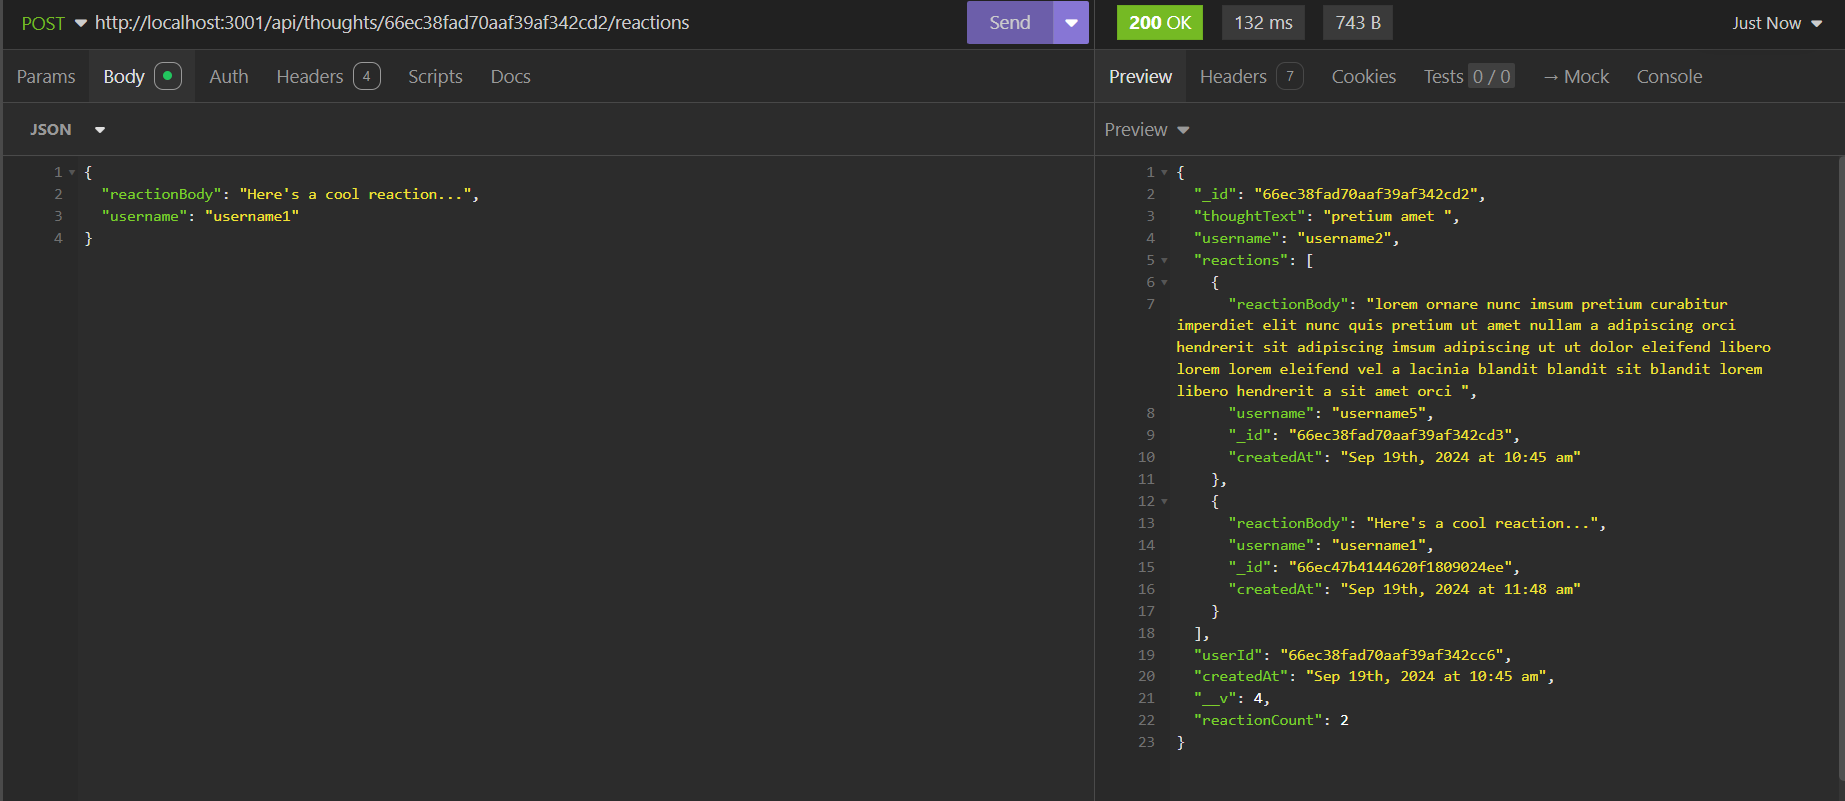 POST http://localhost:3001/api/thoughts/66ec38fad70aaf39af342cd2/reactions Send
Params Body Auth Headers 4 Scripts Docs
JSON
1 {
2 "reactionBody": "Here's a cool reaction...",
3 "username": "username1"
4 }
200 OK 132 ms 743 B Just Now
Preview Headers 7 Cookies Tests 0 / 0 → Mock Console
Preview
1 {
2 "_id": "66ec38fad70aaf39af342cd2",
3 "thoughtText": "pretium amet ",
4 "username": "username2",
5 "reactions": [
6 {
7 "reactionBody": "lorem ornare nunc imsum pretium curabitur
imperdiet elit nunc quis pretium ut amet nullam a adipiscing orci
hendrerit sit adipiscing imsum adipiscing ut ut dolor eleifend libero
lorem lorem eleifend vel a lacinia blandit blandit sit blandit lorem
libero hendrerit a sit amet orci ",
8 "username": "username5",
9 "_id": "66ec38fad70aaf39af342cd3",
10 "createdAt": "Sep 19th, 2024 at 10:45 am"
11 },
12 {
13 "reactionBody": "Here's a cool reaction...",
14 "username": "username1",
15 "_id": "66ec47b4144620f1809024ee",
16 "createdAt": "Sep 19th, 2024 at 11:48 am"
17 }
18 ],
19 "userId": "66ec38fad70aaf39af342cc6",
20 "createdAt": "Sep 19th, 2024 at 10:45 am",
21 "__v": 4,
22 "reactionCount": 2
23 }